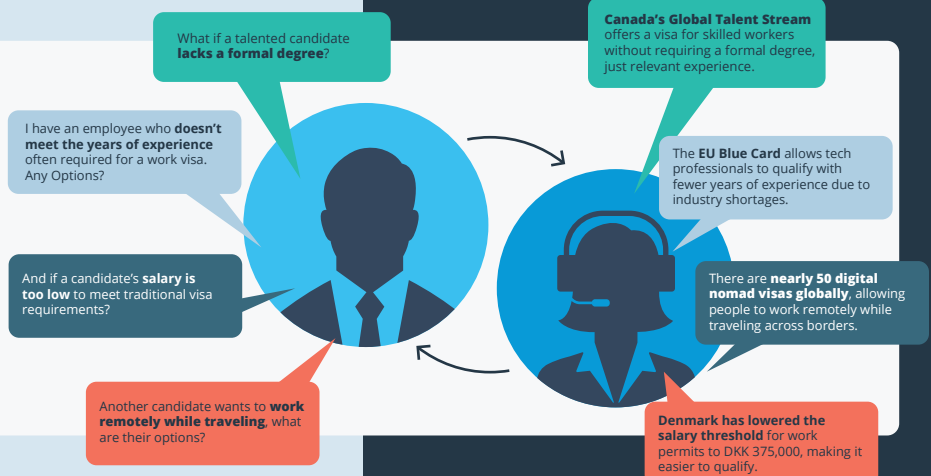 What if a talented candidate
lacks a formal degree?
I have an employee who doesn't
meet the years of experience
often required for a work visa.
Any Options?
And if a candidate's salary is
too low to meet traditional visa
requirements?
Another candidate wants to work
remotely while traveling, what
are their options?
Canada's Global Talent Stream
offers a visa for skilled workers
without requiring a formal degree,
just relevant experience.
The EU Blue Card allows tech
professionals to qualify with
fewer years of experience due to
industry shortages.
There are nearly 50 digital
nomad visas globally, allowing
people to work remotely while
traveling across borders.
Denmark has lowered the
salary threshold for work
permits to DKK 375,000, making it
easier to qualify.